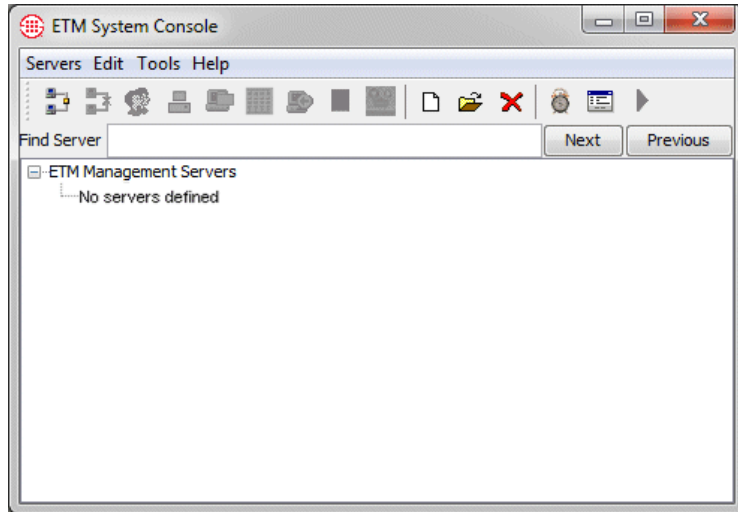 ETM System Console
Servers Edit Tools Help
Find Server Next Previous
ETM Management Servers
No servers defined